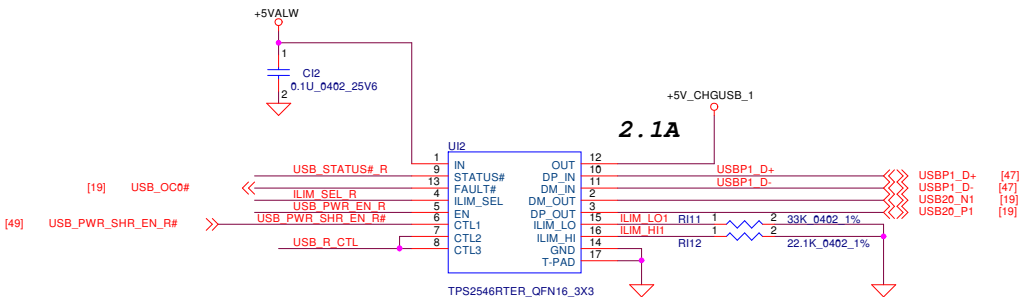 +5VALW
1
CI2
0.1U_0402_25V6
2
+5V_CHGUSB_1
2.1A
UI2
1 IN OUT 12
USB_STATUS#_R 9 STATUS# DP_IN 10 USBP1_D+ USBP1_D+ [47]
[19] USB_OC0# 13 FAULT# DM_IN 11 USBP1_D- USBP1_D- [47]
ILIM_SEL_R 4 ILIM_SEL DM_OUT 2 USB20_N1 [19]
USB_PWR_EN_R 5 EN DP_OUT 3 USB20_P1 [19]
[49] USB_PWR_SHR_EN_R# USB_PWR_SHR_EN_R# 6 CTL1 ILIM_LO 15 ILIM_LO1 RI11 1 2 33K_0402_1%
7 CTL2 ILIM_HI 16 ILIM_HI1 RI12 1 2 22.1K_0402_1%
USB_R_CTL 8 CTL3 GND 14
T-PAD 17
TPS2546RTER_QFN16_3X3